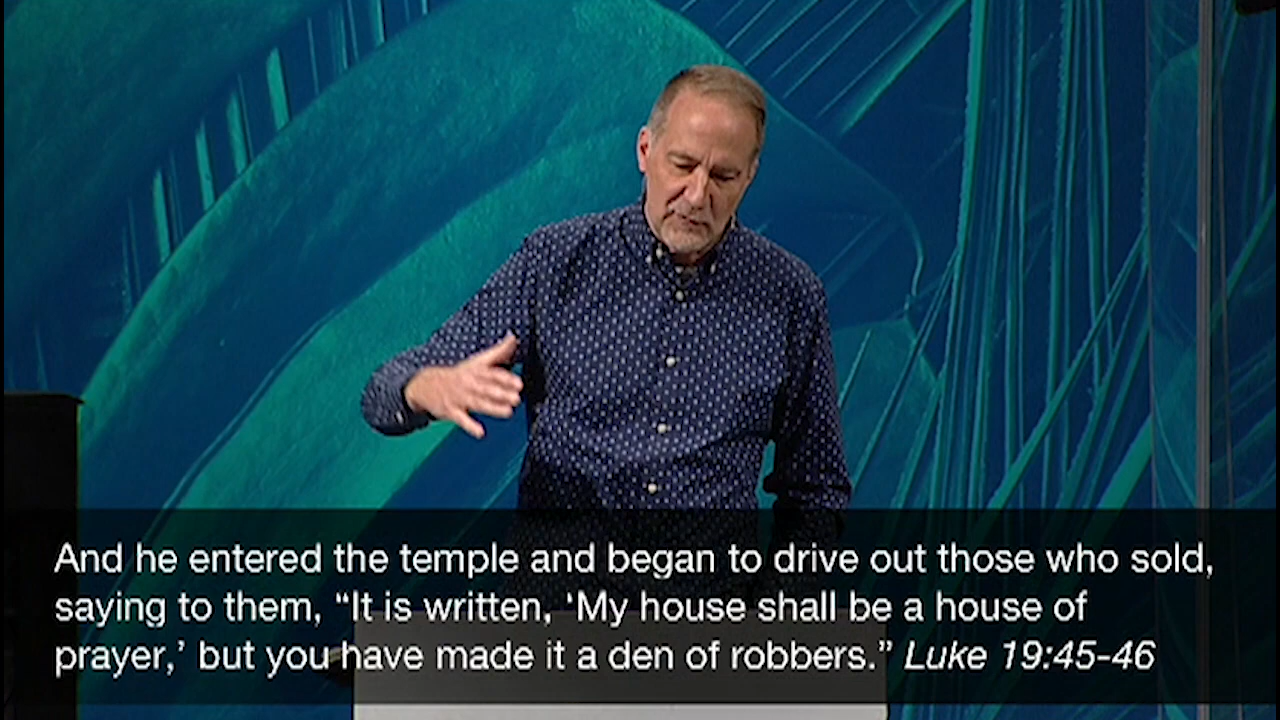 And he entered the temple and began to drive out those who sold,
saying to them, “It is written, ‘My house shall be a house of
prayer,’ but you have made it a den of robbers.” Luke 19:45-46